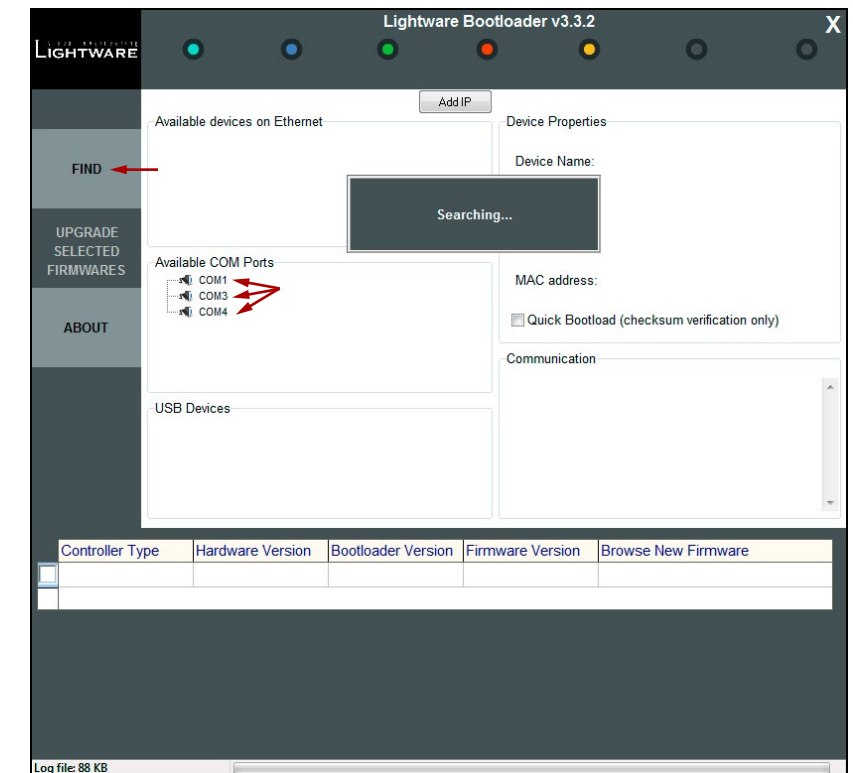 Lightware Bootloader v3.3.2
X
LIGHTWARE
Add IP
Available devices on Ethernet
Device Properties
FIND
Device Name:
Searching...
UPGRADE
SELECTED
FIRMWARES
Available COM Ports
COM1
COM3
COM4
MAC address:
Quick Bootload (checksum verification only)
ABOUT
Communication
USB Devices
Controller Type Hardware Version Bootloader Version Firmware Version Browse New Firmware
Log file: 88 KB